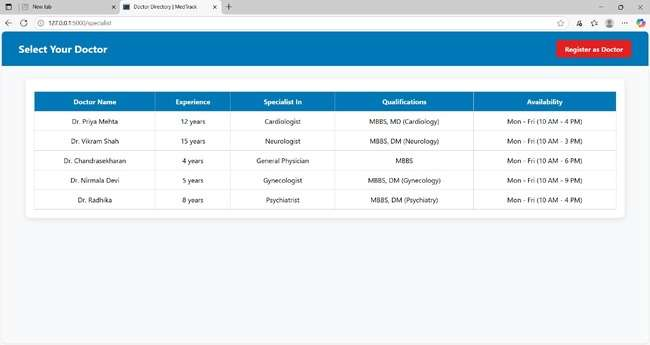 New tab
Doctor Directory | MedTrack
127.0.0.1:5000/specialist
Select Your Doctor
Register as Doctor
Doctor Name Experience Specialist In Qualifications Availability
Dr. Priya Mehta 12 years Cardiologist MBBS, MD (Cardiology) Mon - Fri (10 AM - 4 PM)
Dr. Vikram Shah 15 years Neurologist MBBS, DM (Neurology) Mon - Fri (10 AM - 3 PM)
Dr. Chandrasekharan 4 years General Physician MBBS Mon - Fri (10 AM - 6 PM)
Dr. Nirmala Devi 5 years Gynecologist MBBS, DM (Gynecology) Mon - Fri (10 AM - 9 PM)
Dr. Radhika 8 years Psychiatrist MBBS, DM (Psychiatry) Mon - Fri (10 AM - 4 PM)